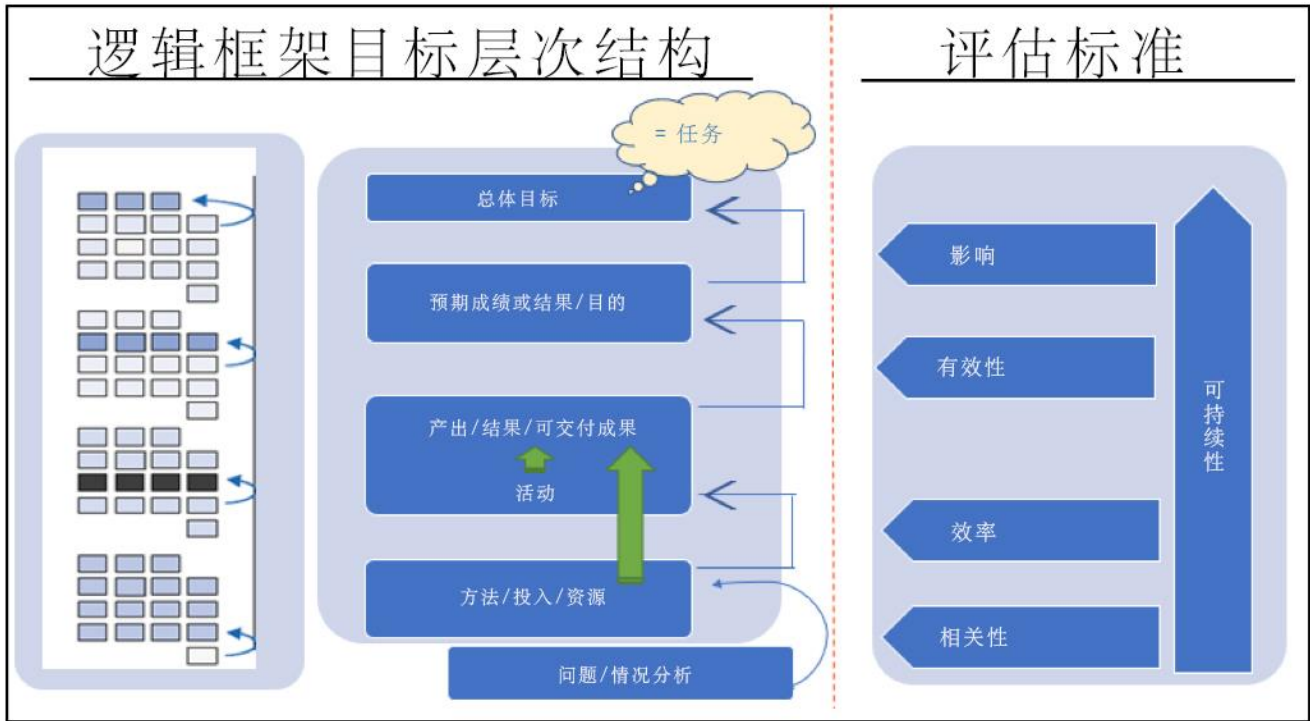 逻辑框架目标层次结构
评估标准
= 任务
总体目标
预期成绩或结果/目的
产出/结果/可交付成果
活动
方法/投入/资源
问题/情况分析
影响
有效性
效率
相关性
可持续性